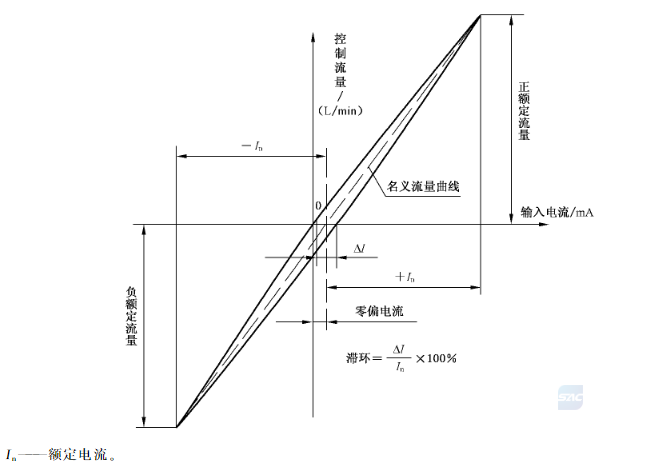 控制流量/(L/min)
正额定流量
－Iₙ
名义流量曲线
0
输入电流/mA
ΔI
＋Iₙ
负额定流量
零偏电流
滞环＝ΔI/Iₙ×100%
SAC
Iₙ——额定电流。